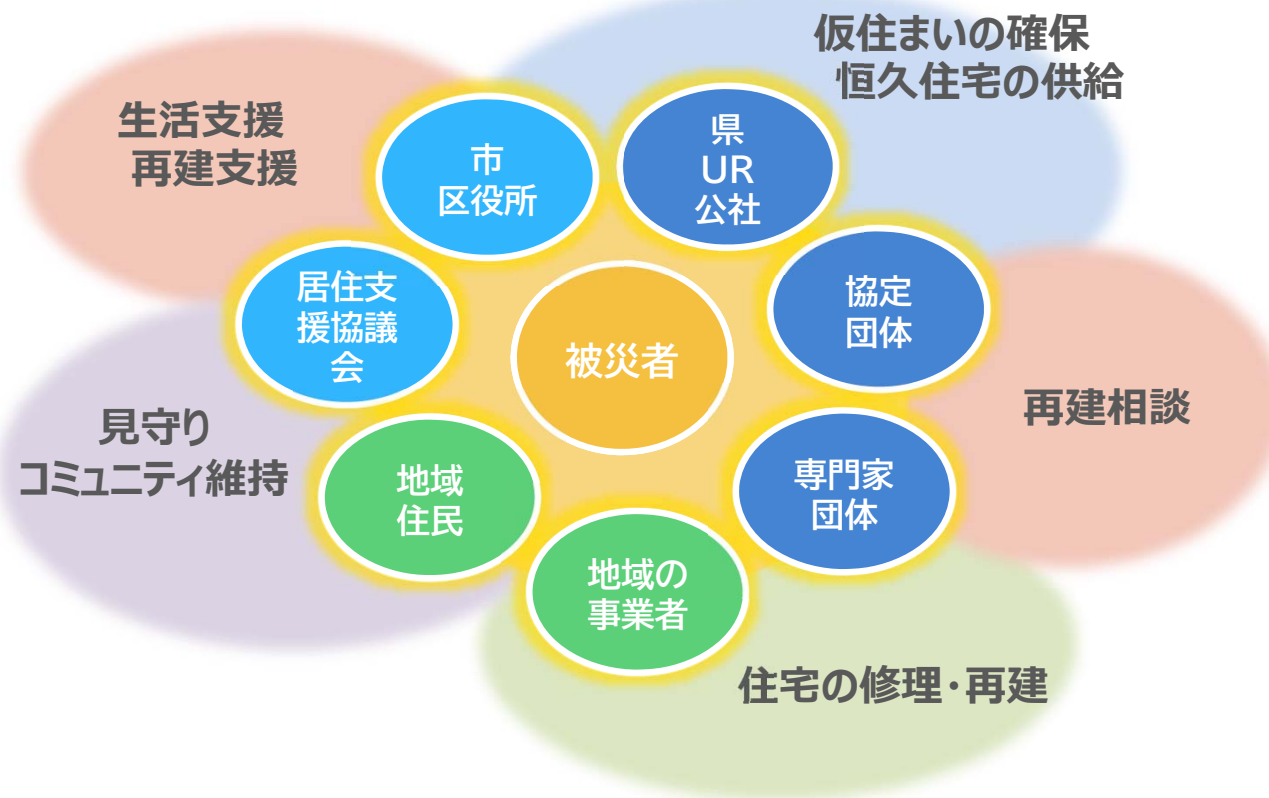 仮住まいの確保
恒久住宅の供給
生活支援
再建支援
市
区役所
県
UR
公社
居住支
援協議
会
協定
団体
被災者
再建相談
見守り
コミュニティ維持
地域
住民
専門家
団体
地域の
事業者
住宅の修理・再建